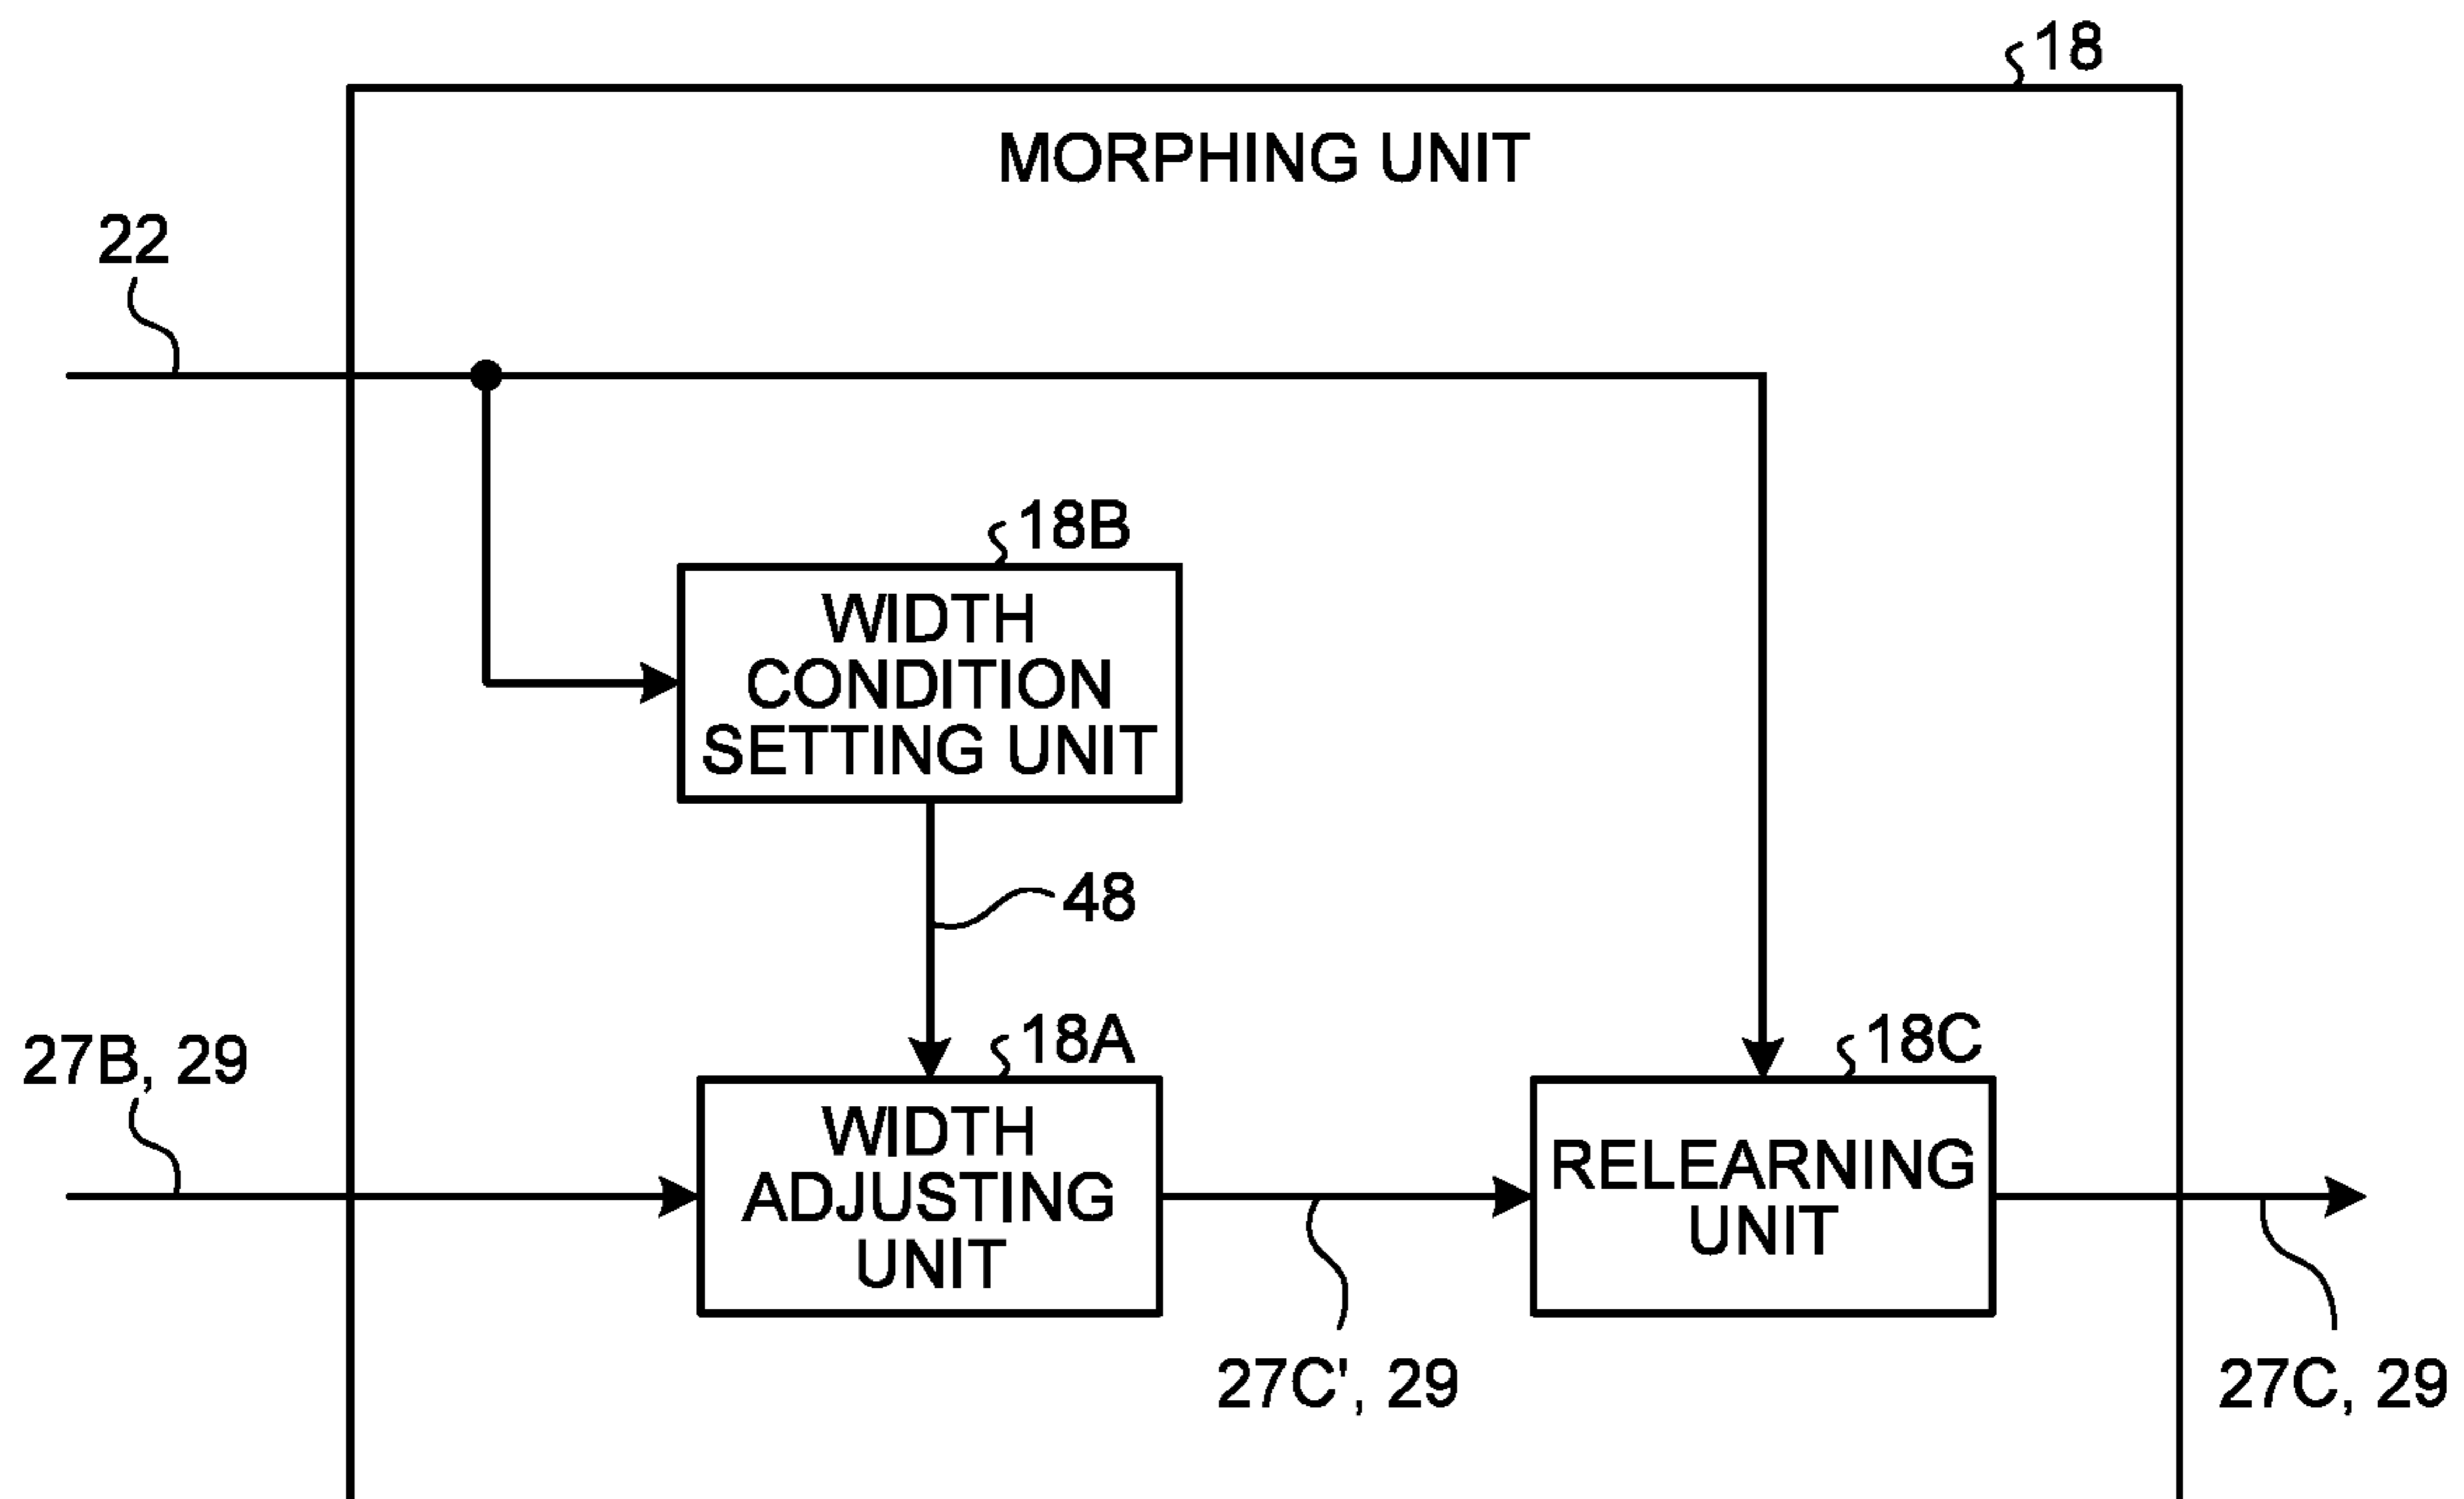 18
MORPHING UNIT
22
18B
WIDTH
CONDITION
SETTING UNIT
48
18A
18C
27B, 29
WIDTH
ADJUSTING
UNIT
RELEARNING
UNIT
27C', 29
27C, 29